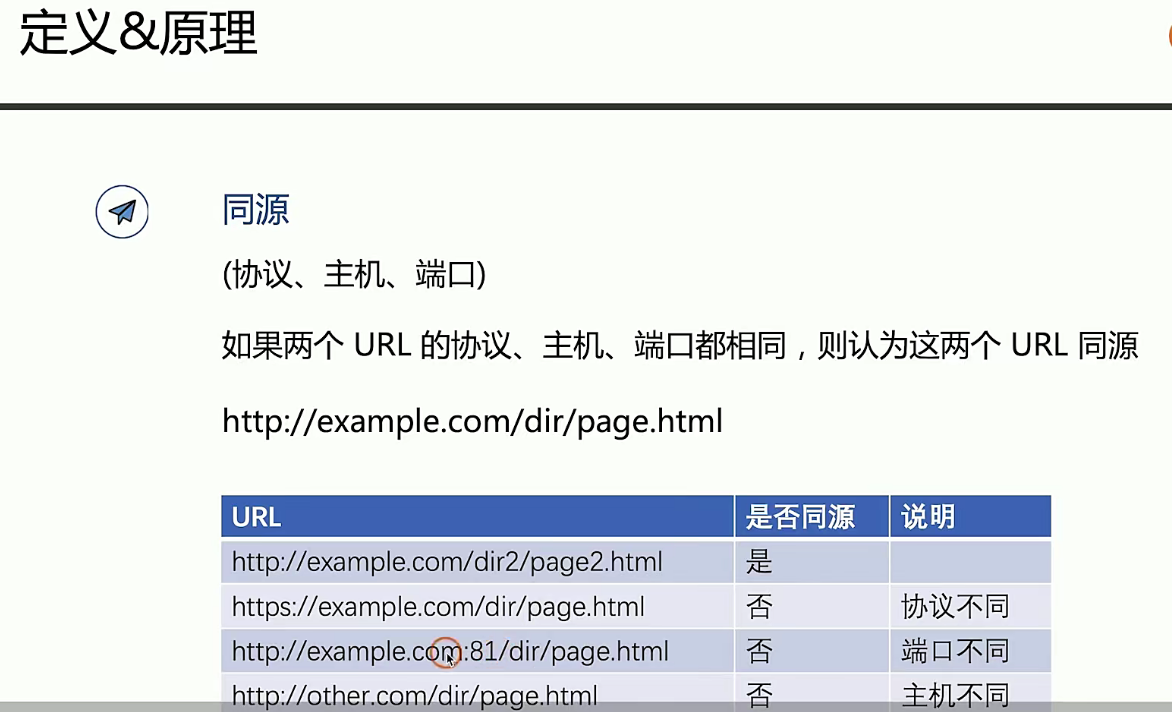 定义&原理
同源
(协议、主机、端口)
如果两个 URL 的协议、主机、端口都相同，则认为这两个 URL 同源
http://example.com/dir/page.html
URL 是否同源 说明
http://example.com/dir2/page2.html 是
https://example.com/dir/page.html 否 协议不同
http://example.com:81/dir/page.html 否 端口不同
http://other.com/dir/page.html 否 主机不同